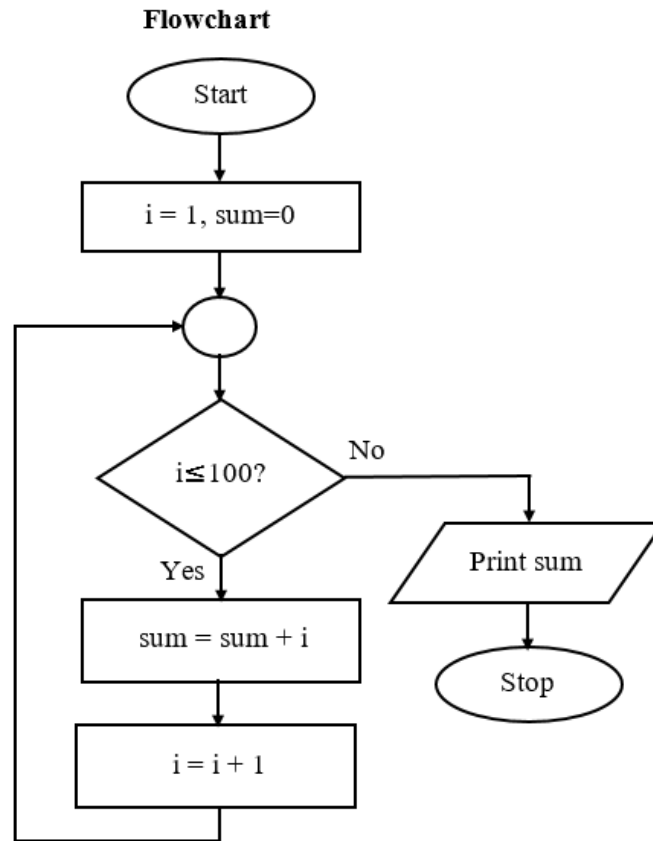 Flowchart
Start
i = 1, sum=0
i≦100?
No
Yes
Print sum
sum = sum + i
Stop
i = i + 1